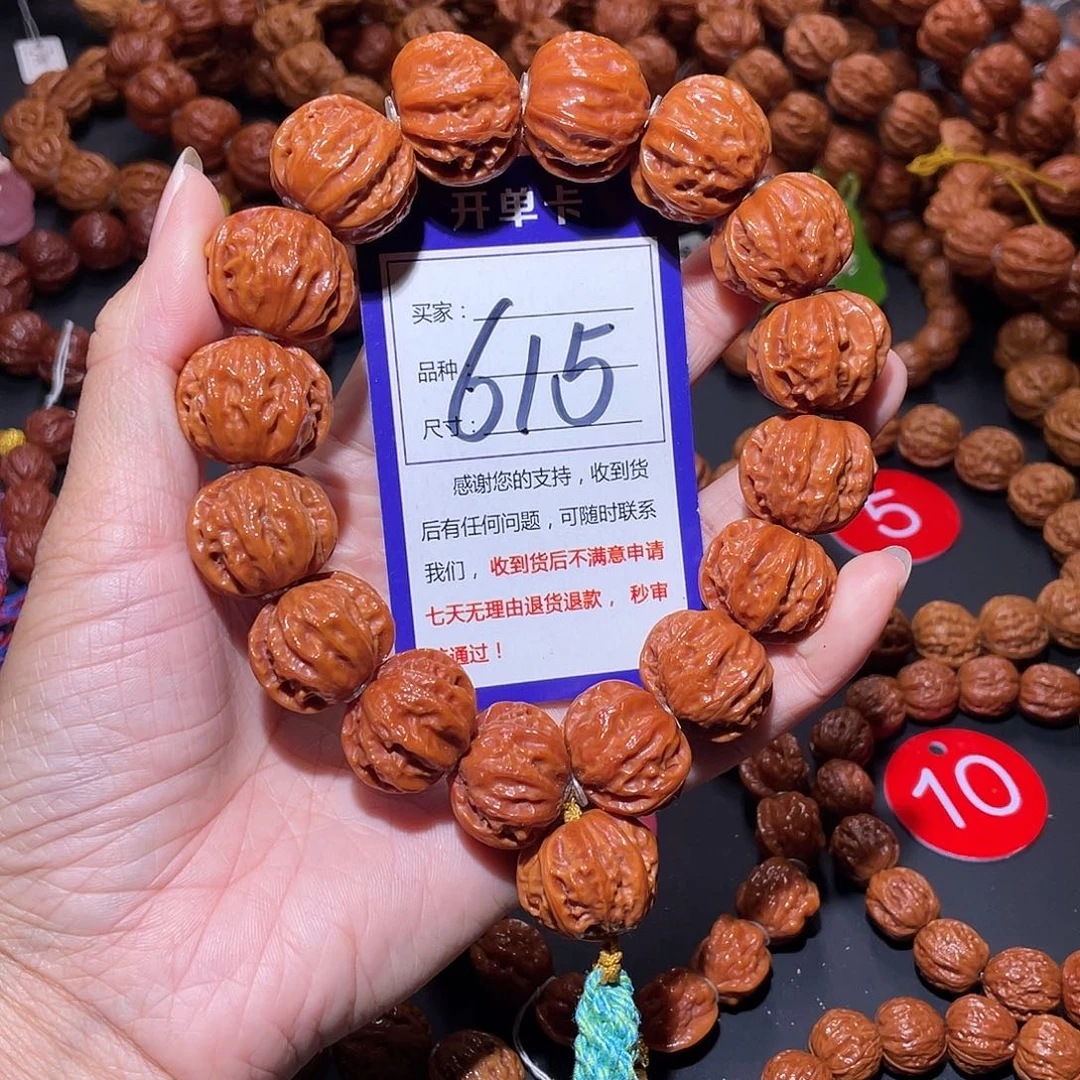 开单卡
买家：
品种
615
尺寸：
感谢您的支持，收到货
后有任何问题，可随时联系
我们，收到货后不满意申请
七天无理由退货退款，秒审
通过！
5
10